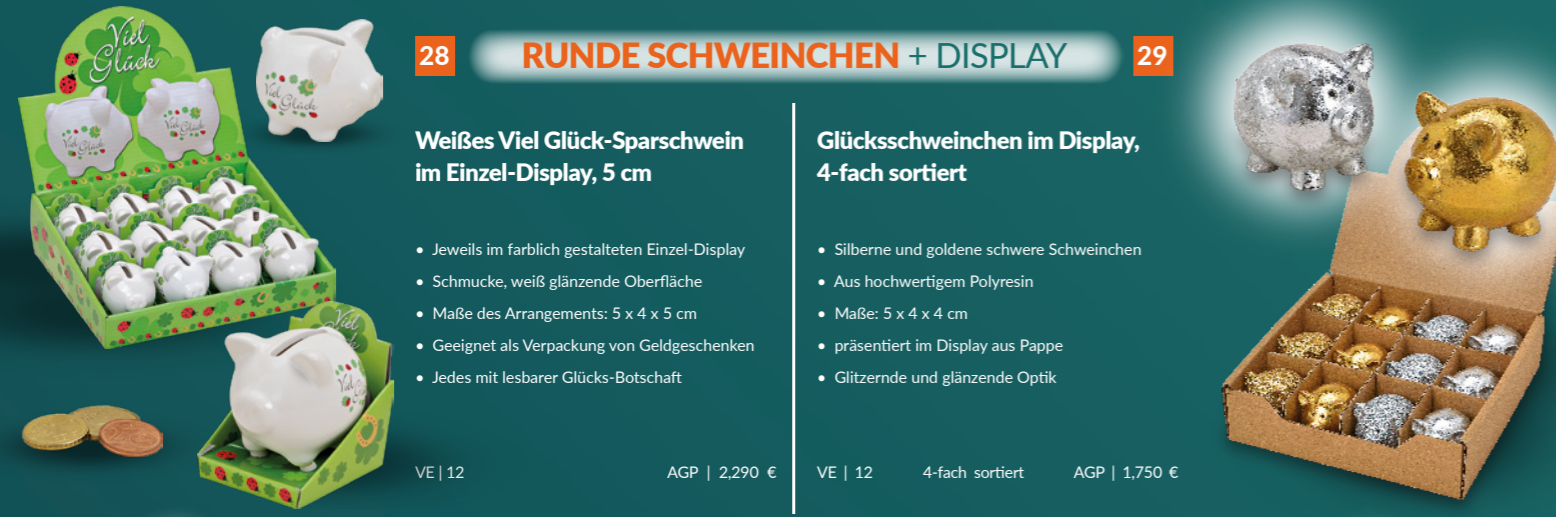 28
RUNDE SCHWEINCHEN + DISPLAY
29
Viel
Glück
Viel Glück
Viel Glück
Viel Glück
Weißes Viel Glück-Sparschwein
im Einzel-Display, 5 cm
• Jeweils im farblich gestalteten Einzel-Display
• Schmucke, weiß glänzende Oberfläche
• Maße des Arrangements: 5 x 4 x 5 cm
• Geeignet als Verpackung von Geldgeschenken
• Jedes mit lesbarer Glücks-Botschaft
VE | 12
AGP | 2,290 €
Viel
Viel
Glücksschweinchen im Display,
4-fach sortiert
• Silberne und goldene schwere Schweinchen
• Aus hochwertigem Polyresin
• Maße: 5 x 4 x 4 cm
• präsentiert im Display aus Pappe
• Glitzernde und glänzende Optik
VE | 12
4-fach sortiert
AGP | 1,750 €